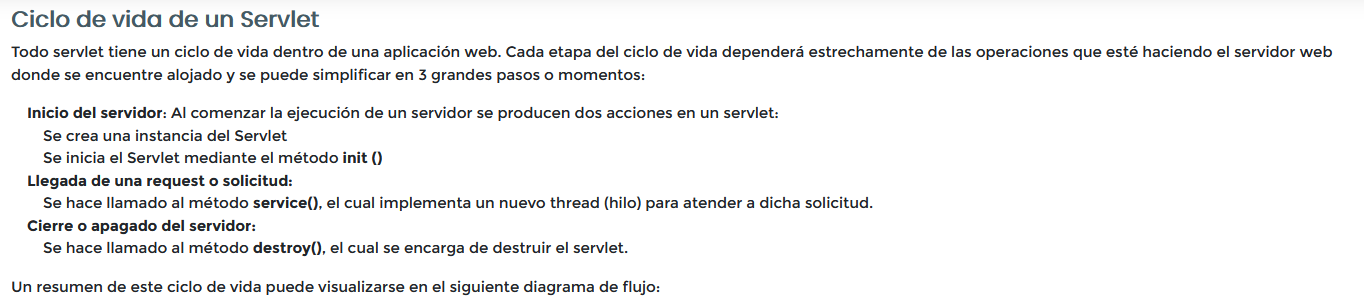 Ciclo de vida de un Servlet
Todo servlet tiene un ciclo de vida dentro de una aplicación web. Cada etapa del ciclo de vida dependerá estrechamente de las operaciones que esté haciendo el servidor web
donde se encuentre alojado y se puede simplificar en 3 grandes pasos o momentos:
Inicio del servidor: Al comenzar la ejecución de un servidor se producen dos acciones en un servlet:
Se crea una instancia del Servlet
Se inicia el Servlet mediante el método init ()
Llegada de una request o solicitud:
Se hace llamado al método service(), el cual implementa un nuevo thread (hilo) para atender a dicha solicitud.
Cierre o apagado del servidor:
Se hace llamado al método destroy(), el cual se encarga de destruir el servlet.
Un resumen de este ciclo de vida puede visualizarse en el siguiente diagrama de flujo: